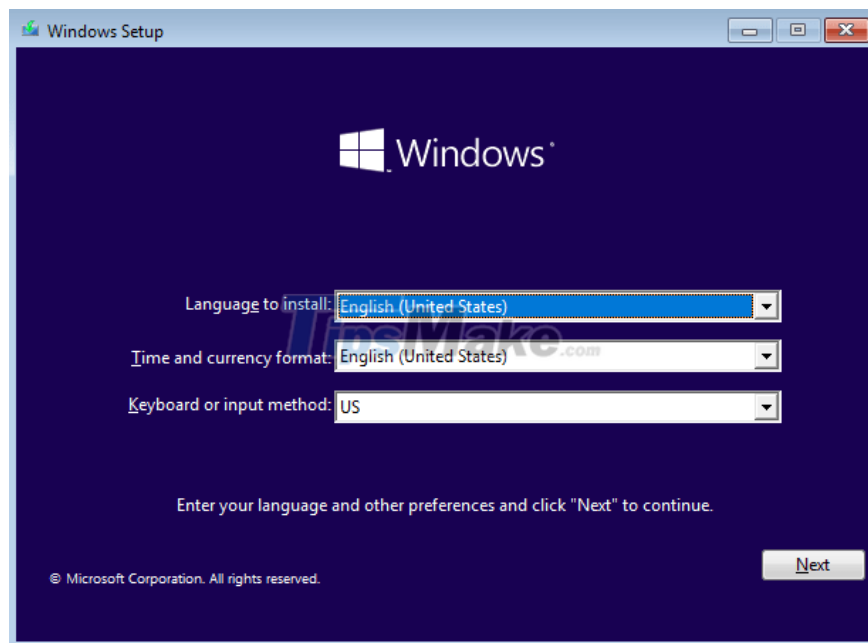 Windows Setup
Windows
Language to install: English (United States)
TipsMake.com
Time and currency format: English (United States)
Keyboard or input method: US
Enter your language and other preferences and click "Next" to continue.
Next
© Microsoft Corporation. All rights reserved.